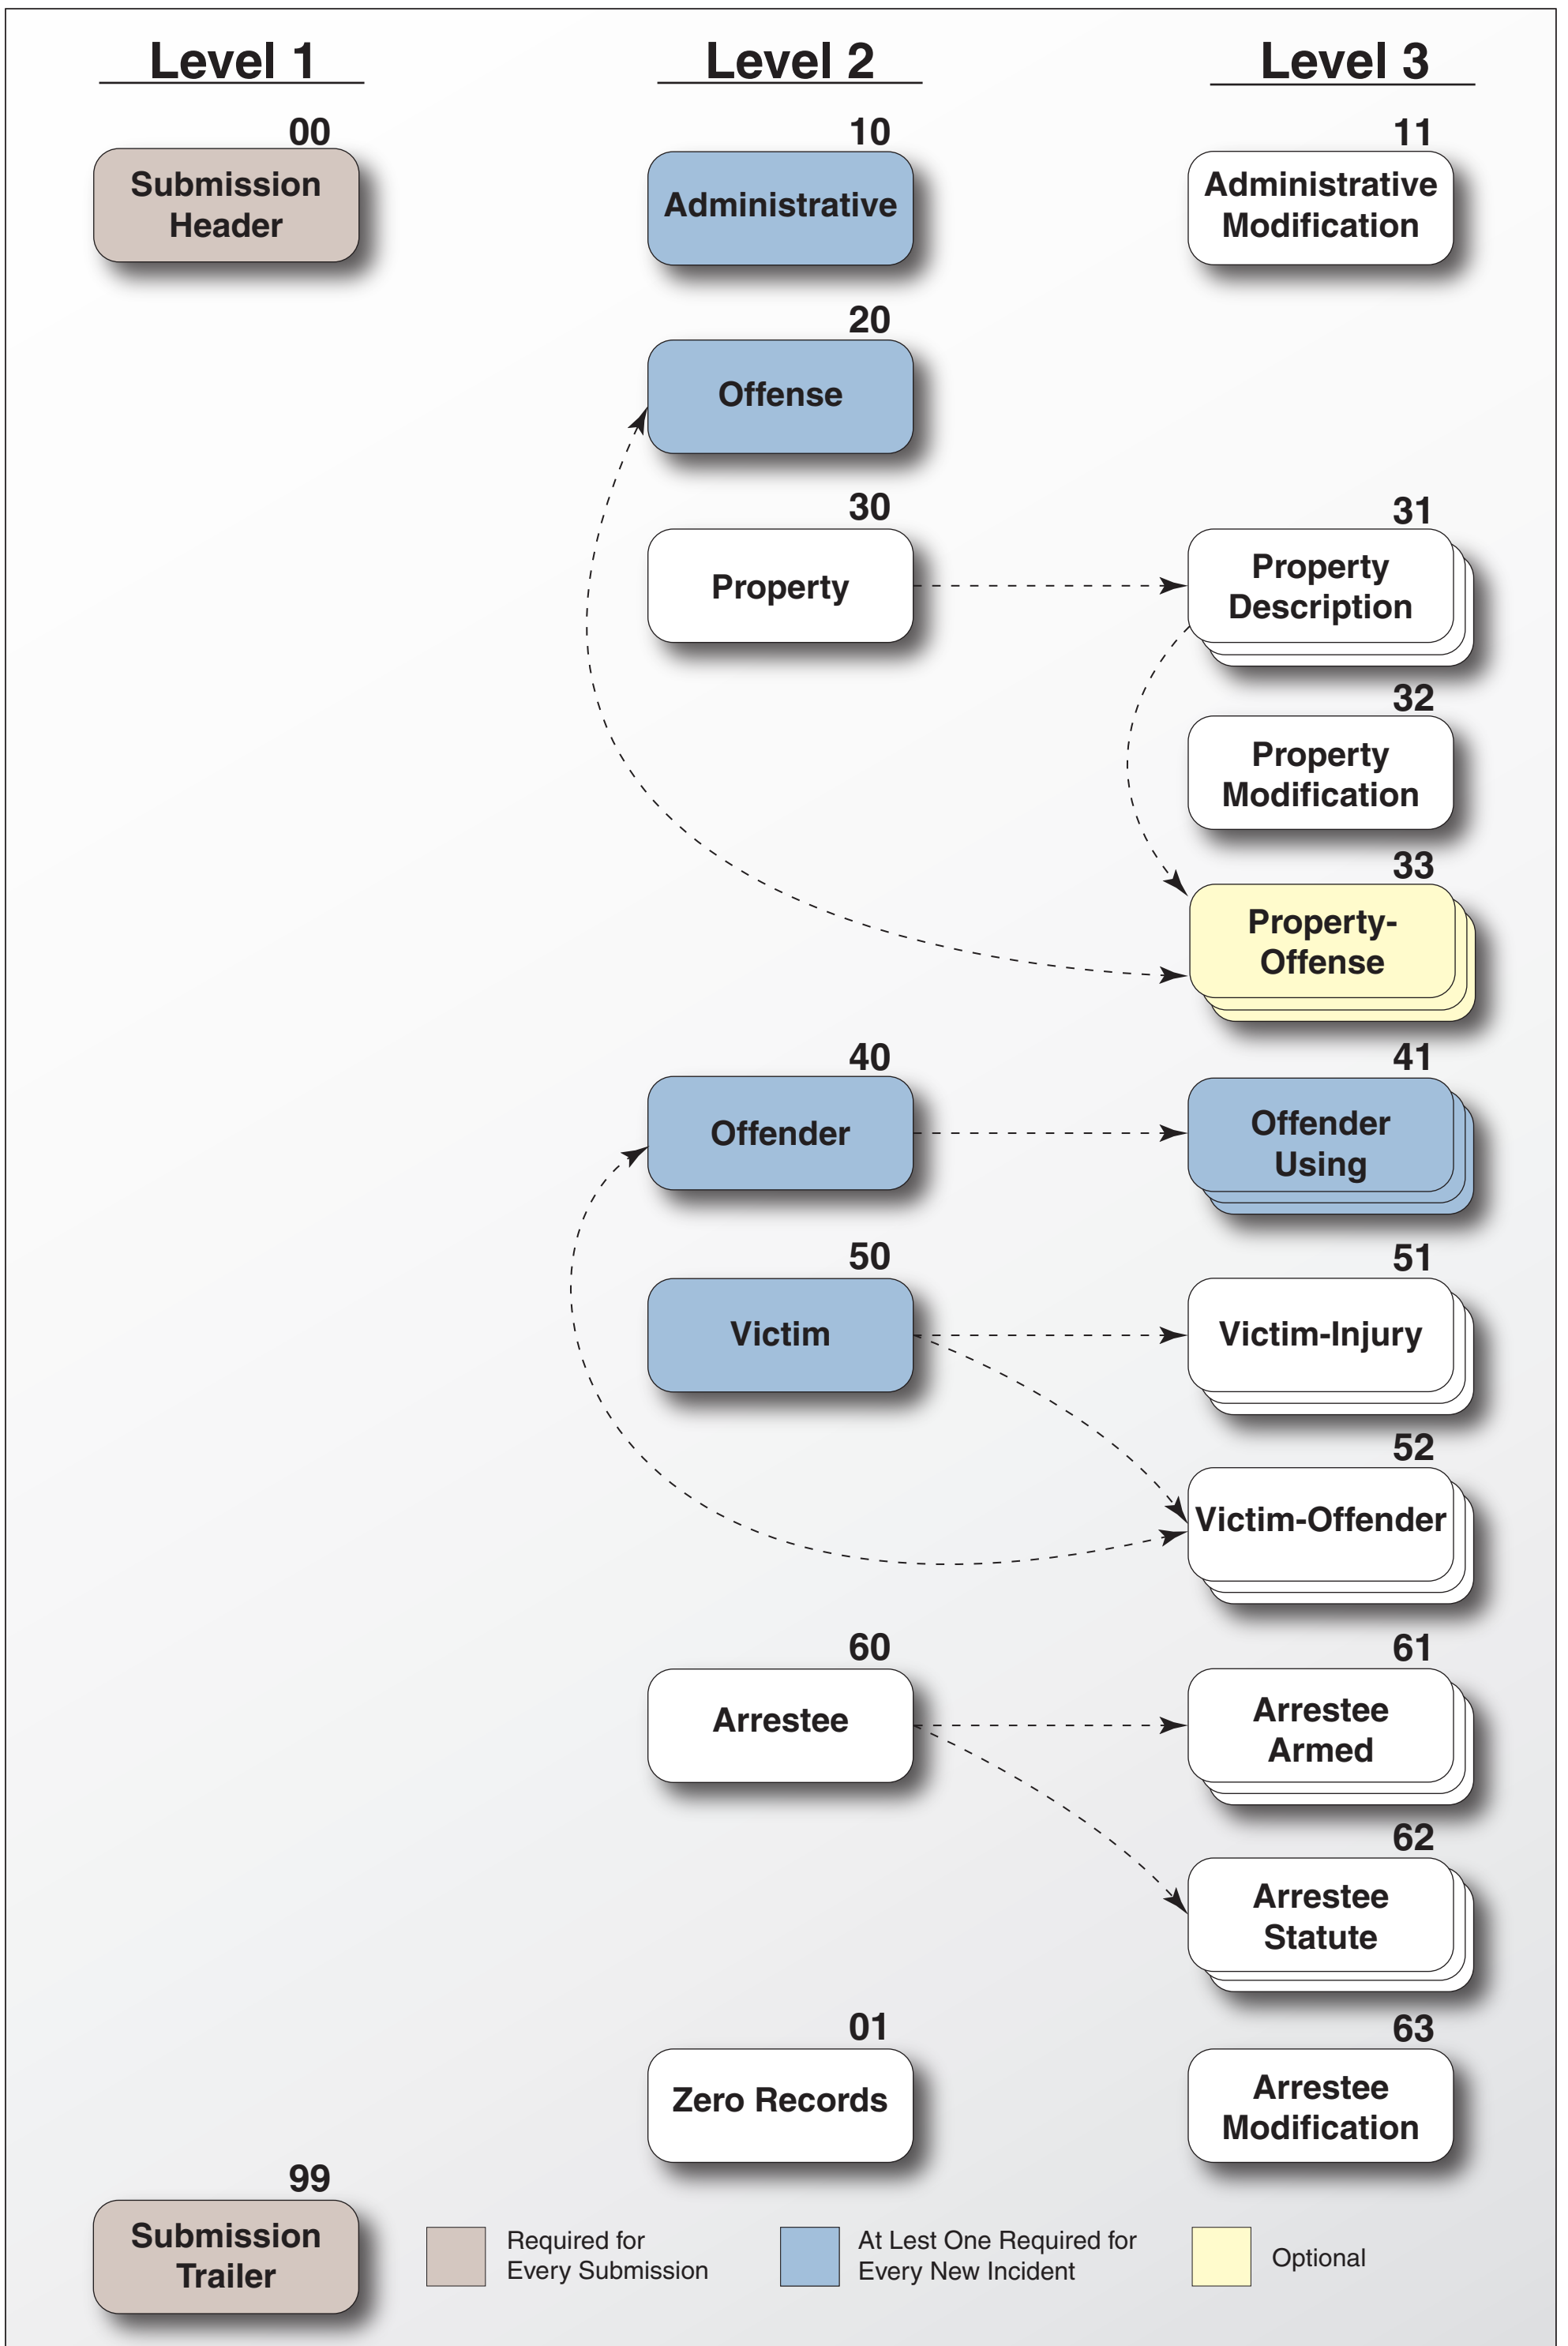 Level 1
Level 2
Level 3
00
Submission
Header
10
Administrative
11
Administrative
Modification
20
Offense
30
Property
31
Property
Description
32
Property
Modification
33
Property-
Offense
40
Offender
41
Offender
Using
50
Victim
51
Victim-Injury
52
Victim-Offender
60
Arrestee
61
Arrestee
Armed
62
Arrestee
Statute
01
Zero Records
63
Arrestee
Modification
99
Submission
Trailer
Required for
Every Submission
At Lest One Required for
Every New Incident
Optional